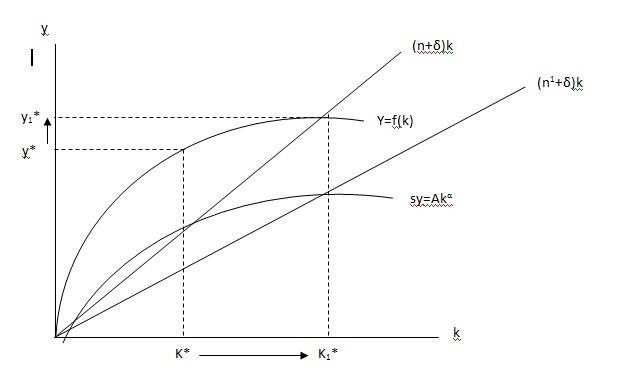 y
(n+δ)k
(n¹+δ)k
y₁*
Y=f(k)
y*
sy=Akᵅ
k
K*
K₁*